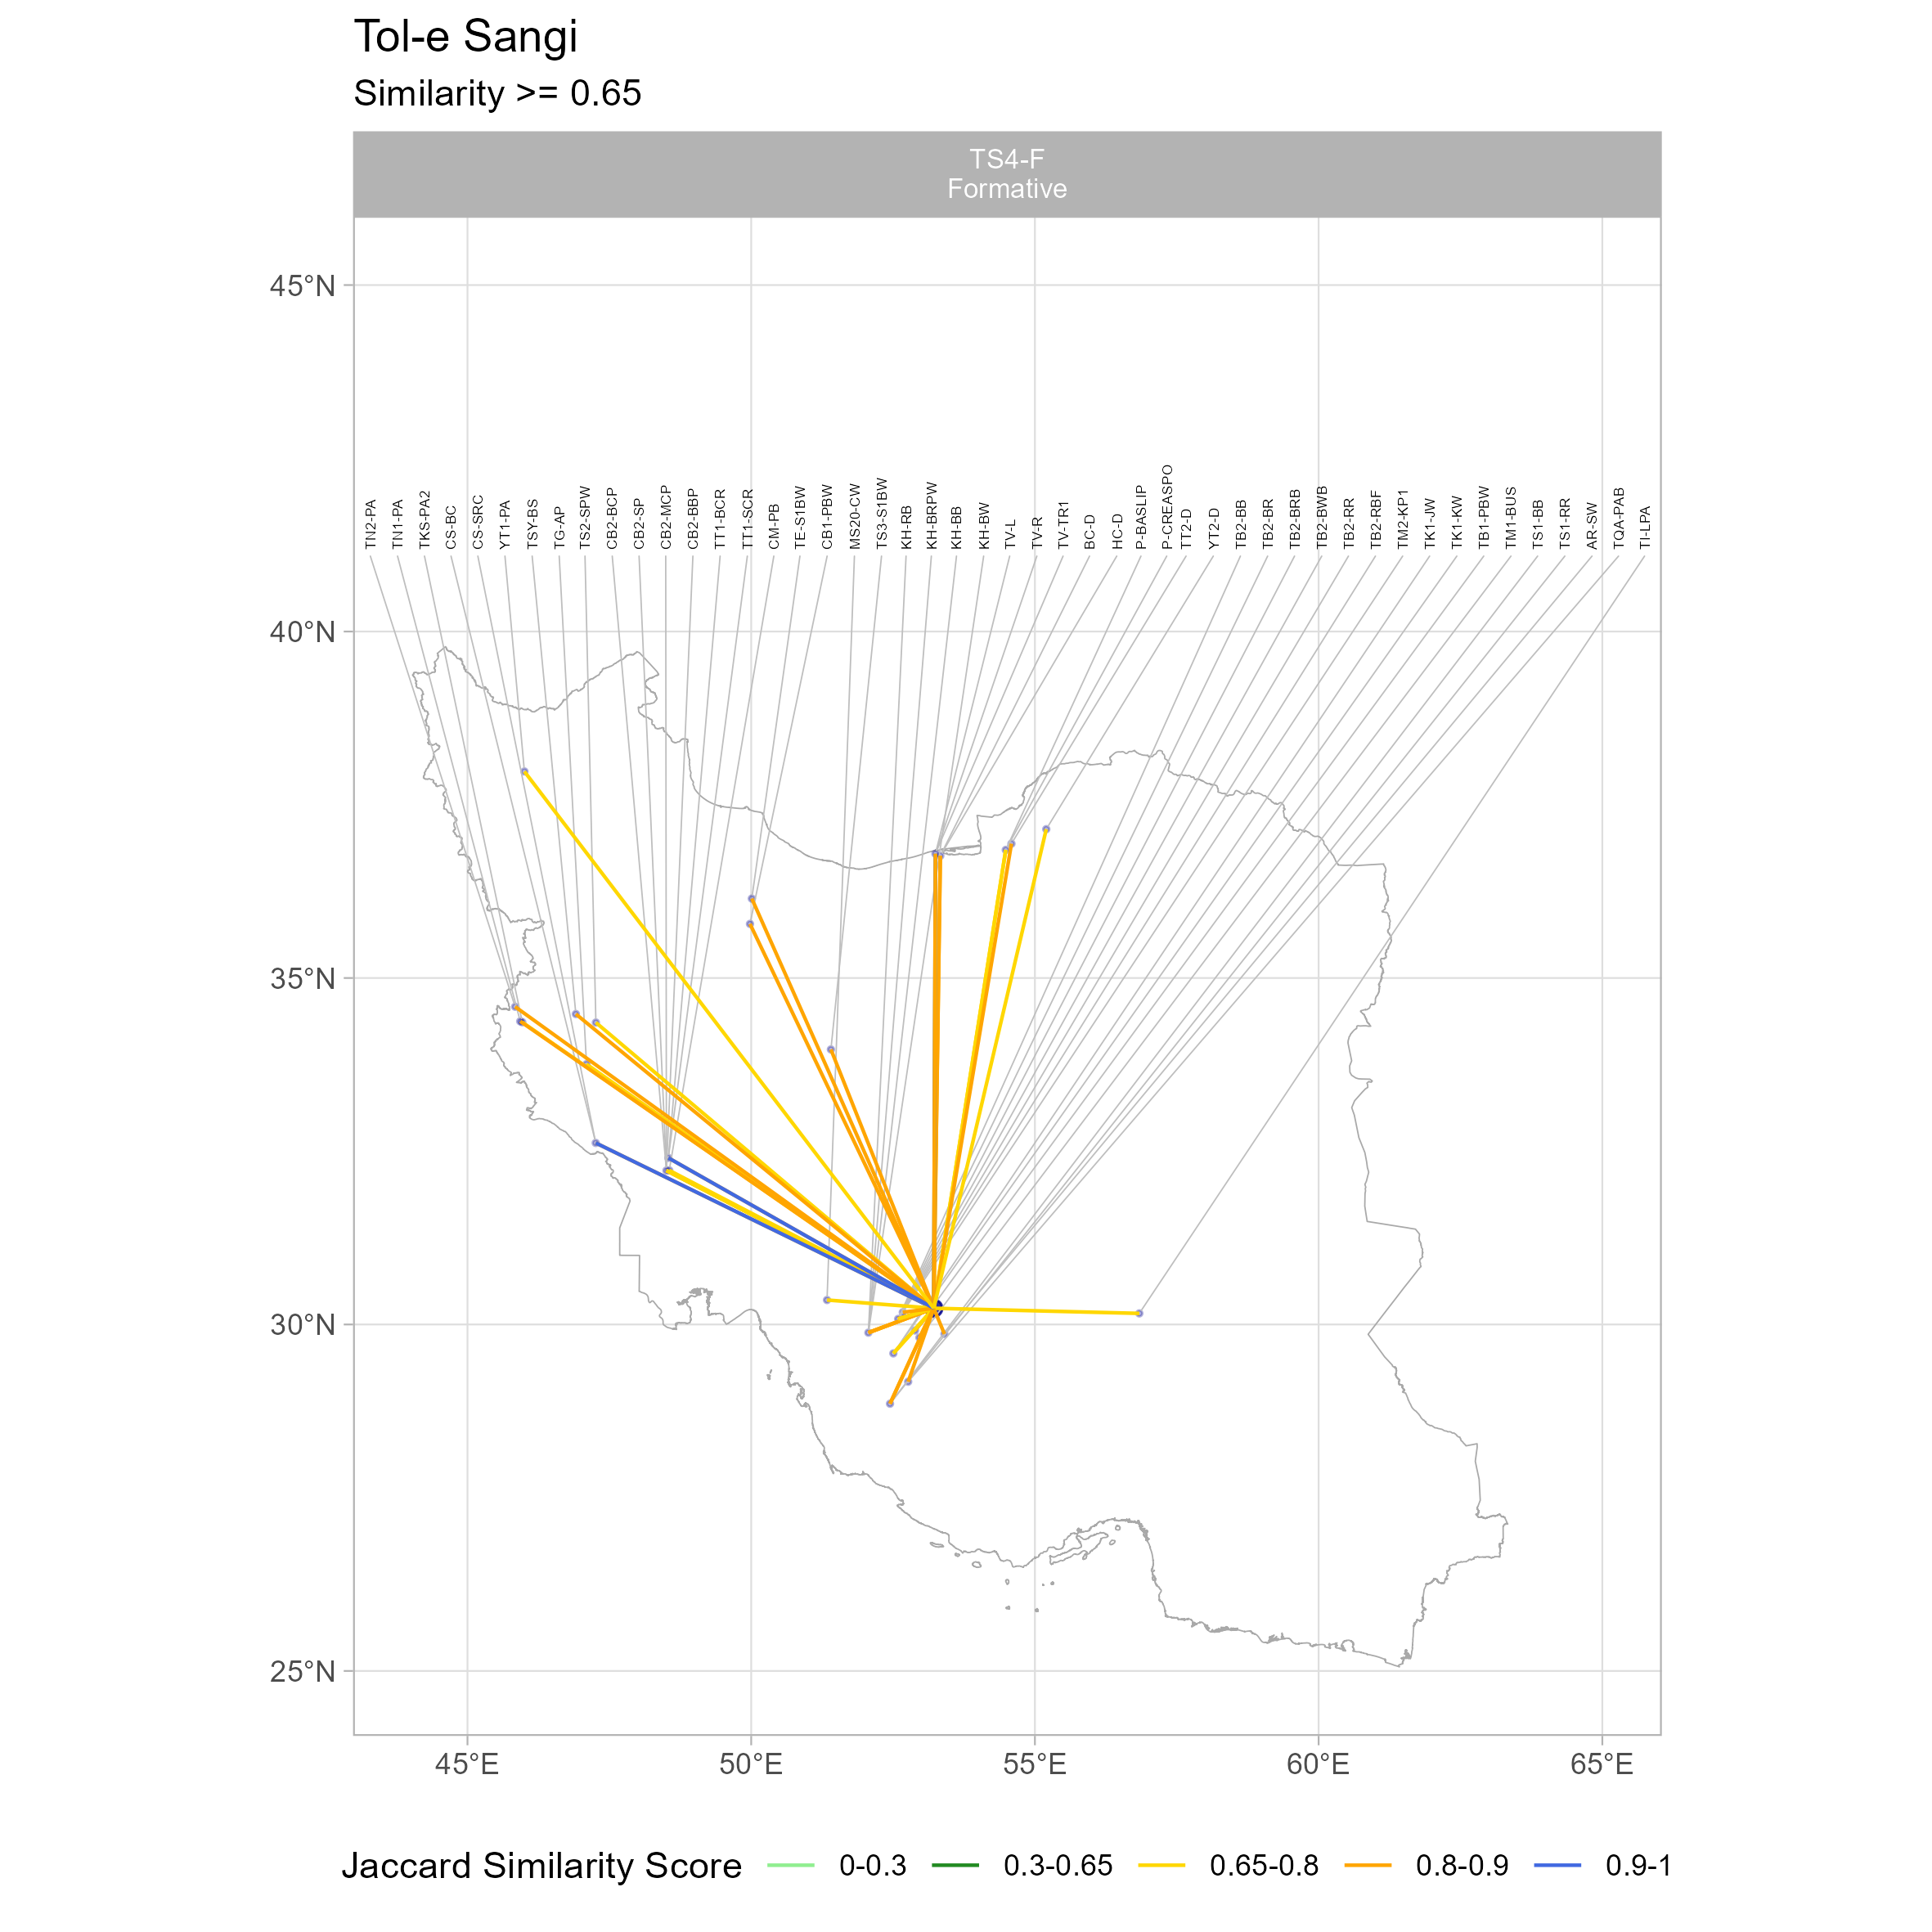 Tol-e Sangi
Similarity >= 0.65
TS4-F
Formative
45°N
40°N
35°N
30°N
25°N
TN2-PA
TN1-PA
TKS-PA2
CS-BC
CS-SRC
YT1-PA
TSY-BS
TG-AP
TS2-SPW
CB2-BCP
CB2-SP
CB2-MCP
CB2-BBP
TT1-BCR
TT1-SCR
CM-PB
TE-S1BW
CB1-PBW
MS20-CW
TS3-S1BW
KH-RB
KH-BRPW
KH-BB
KH-BW
TV-L
TV-R
TV-TR1
BC-D
HC-D
P-BASLIP
P-CREASPO
TT2-D
YT2-D
TB2-BB
TB2-BR
TB2-BRB
TB2-BWB
TB2-RR
TB2-RBF
TM2-KP1
TK1-JW
TK1-KW
TB1-PBW
TM1-BUS
TS1-BB
TS1-RR
AR-SW
TQA-PAB
TI-LPA
45°E 50°E 55°E 60°E 65°E
Jaccard Similarity Score 0-0.3 0.3-0.65 0.65-0.8 0.8-0.9 0.9-1